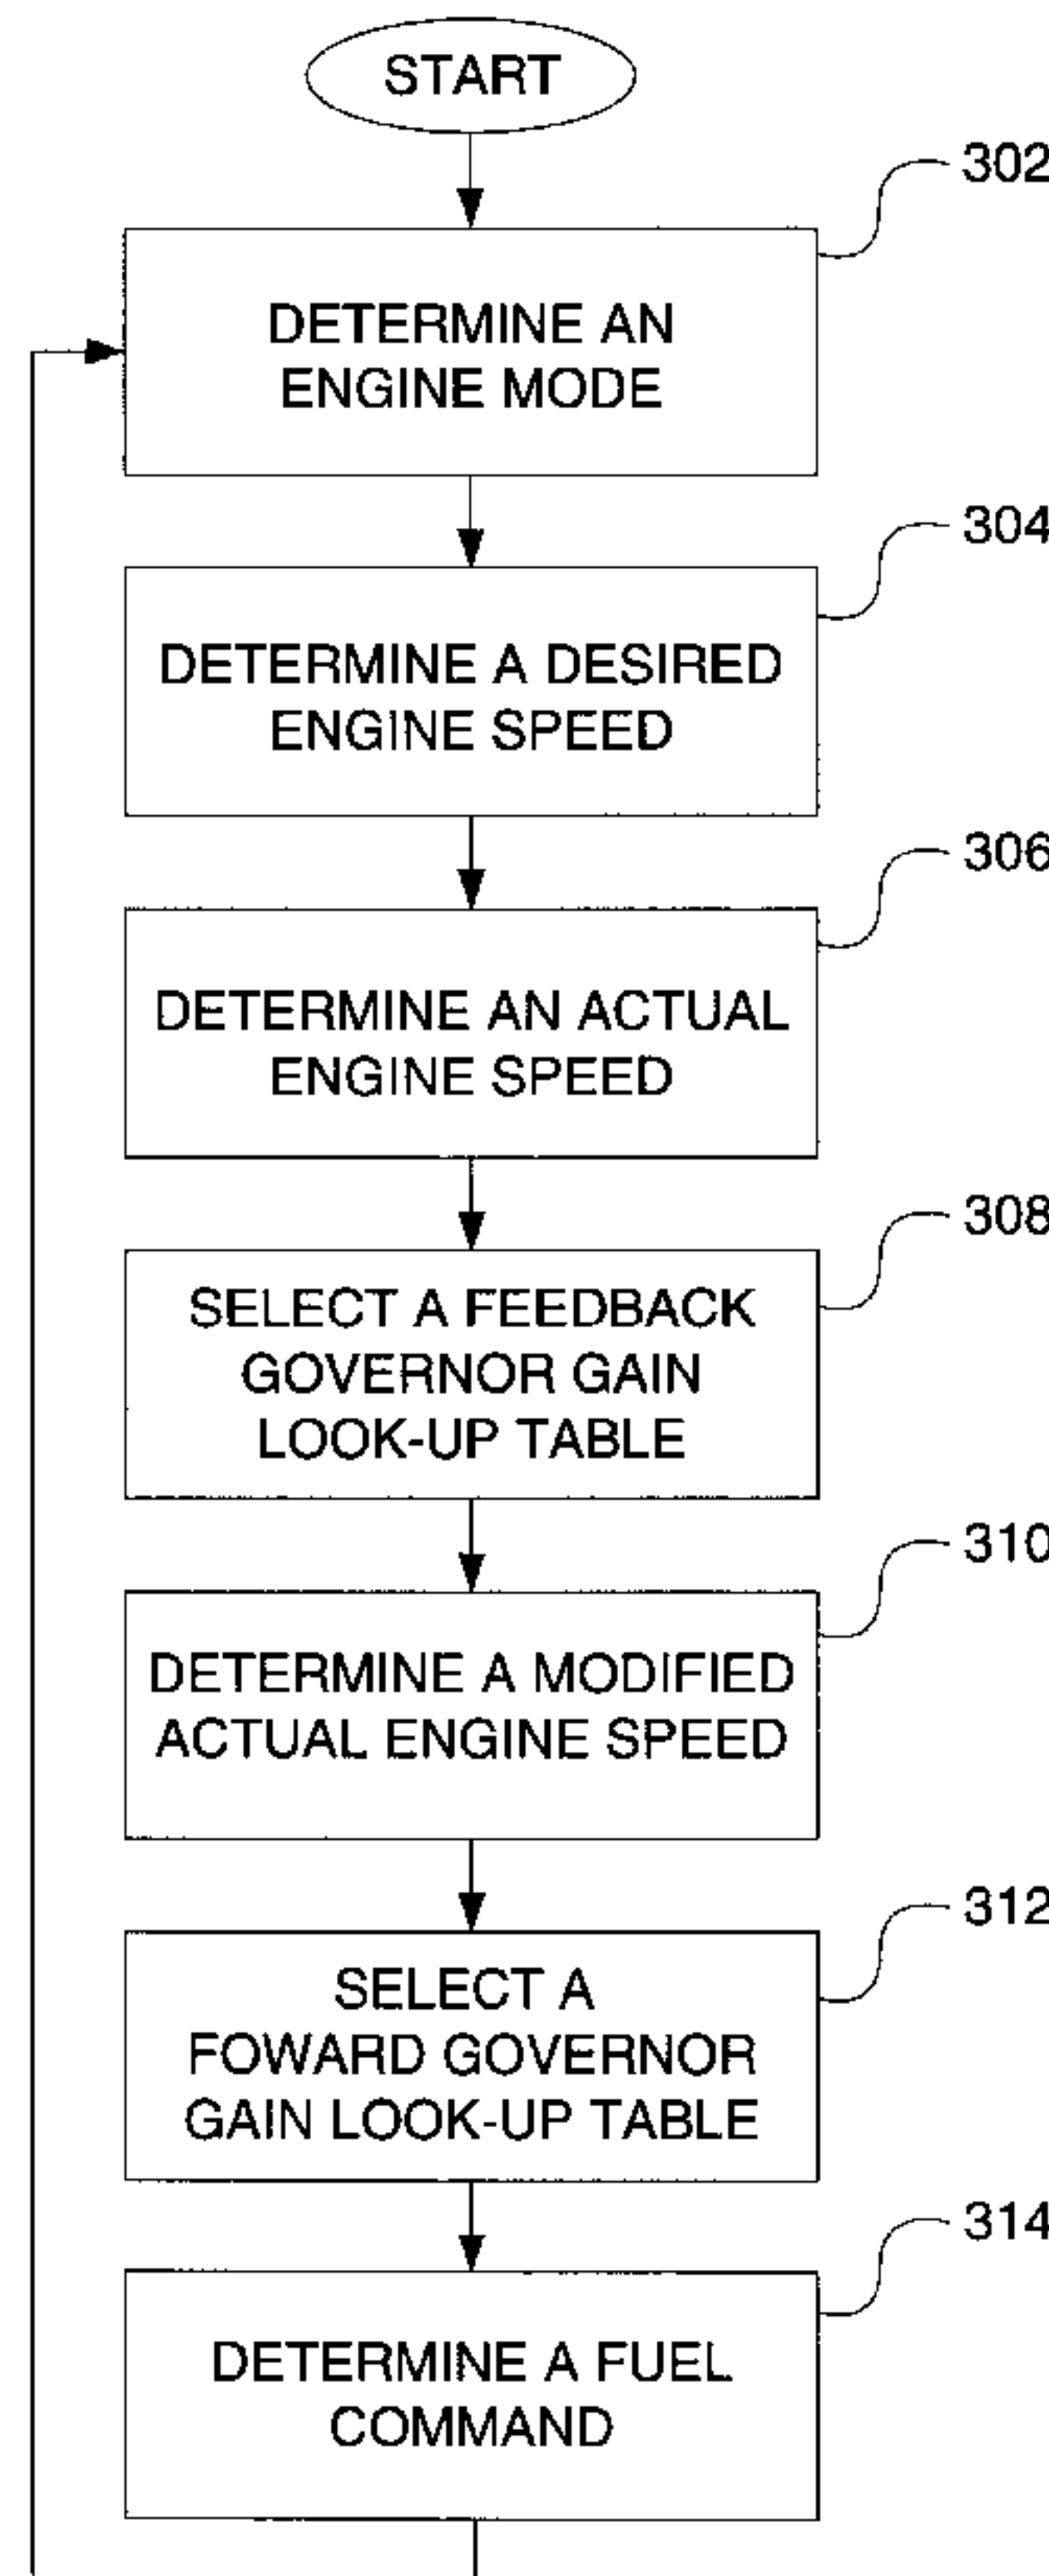 START
302
DETERMINE AN
ENGINE MODE
304
DETERMINE A DESIRED
ENGINE SPEED
306
DETERMINE AN ACTUAL
ENGINE SPEED
308
SELECT A FEEDBACK
GOVERNOR GAIN
LOOK-UP TABLE
310
DETERMINE A MODIFIED
ACTUAL ENGINE SPEED
312
SELECT A
FOWARD GOVERNOR
GAIN LOOK-UP TABLE
314
DETERMINE A FUEL
COMMAND